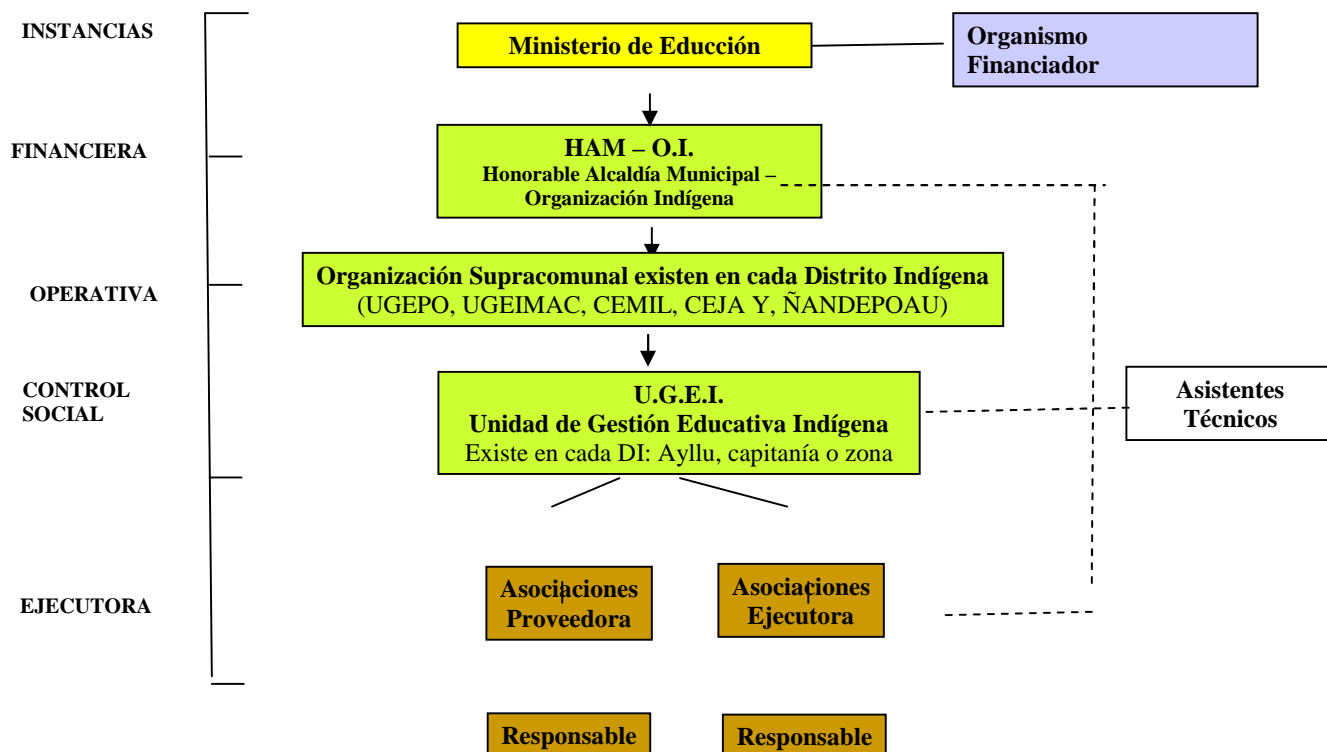 INSTANCIAS
Ministerio de Educción
Organismo
Financiador
FINANCIERA
HAM – O.I.
Honorable Alcaldía Municipal –
Organización Indígena
OPERATIVA
Organización Supracomunal existen en cada Distrito Indígena
(UGEPO, UGEIMAC, CEMIL, CEJA Y, ÑANDEPOAU)
CONTROL
SOCIAL
U.G.E.I.
Unidad de Gestión Educativa Indígena
Existe en cada DI: Ayllu, capitanía o zona
Asistentes
Técnicos
EJECUTORA
Asociaciones
Proveedora
Asociaciones
Ejecutora
Responsable
Responsable